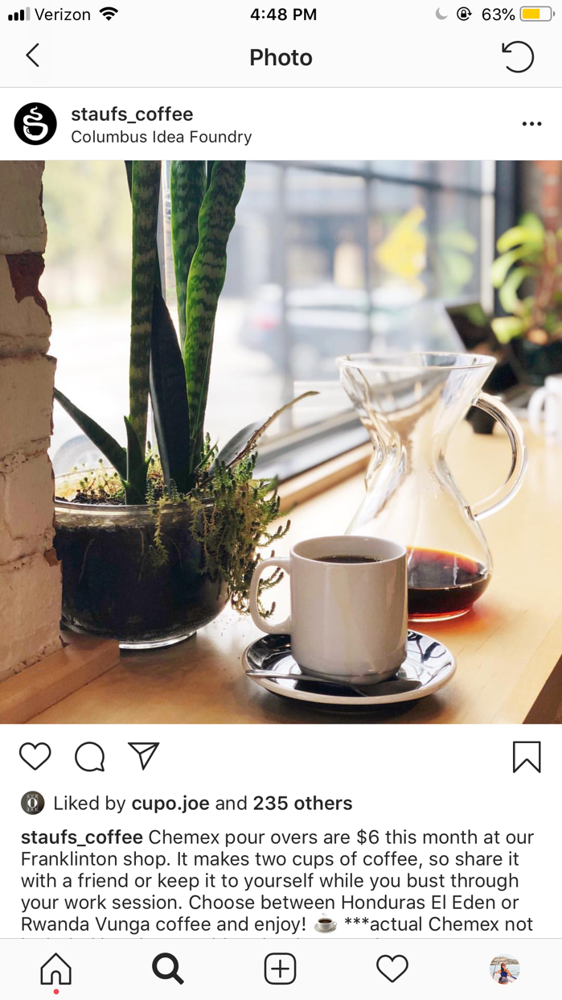 Verizon 4:48 PM 63%
Photo
staufs_coffee
Columbus Idea Foundry
Liked by cupo.joe and 235 others
staufs_coffee Chemex pour overs are $6 this month at our
Franklinton shop. It makes two cups of coffee, so share it
with a friend or keep it to yourself while you bust through
your work session. Choose between Honduras El Eden or
Rwanda Vunga coffee and enjoy! ☕ ***actual Chemex not